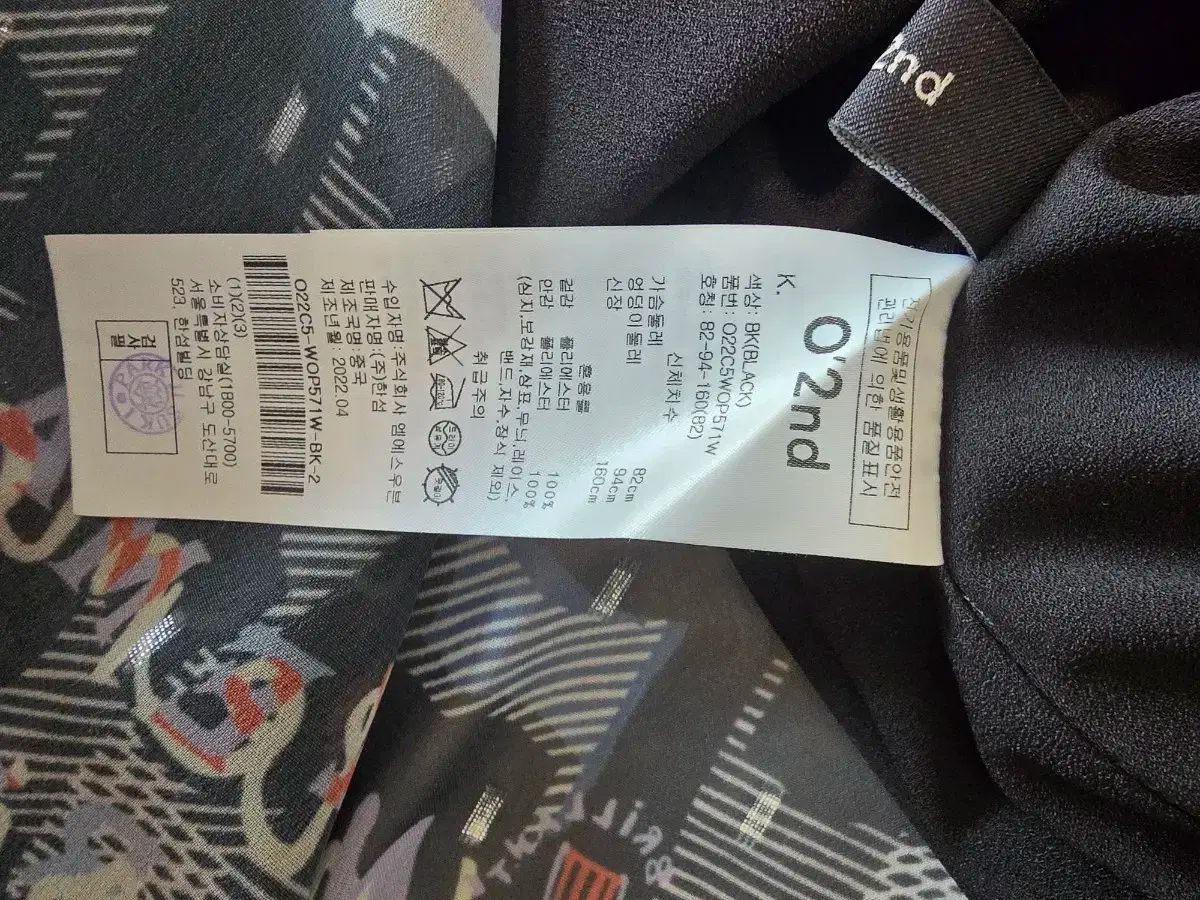 2nd
전기용품및생활용품안전
관리법에 의한 품질표시
O'2nd
K.
색상: BK(BLACK)
품번: O22C5WOP571W
호칭: 82-94-160(82)
신체치수
가슴둘레 82cm
엉덩이둘레 94cm
신장 160cm
혼용률
겉감 폴리에스터 100%
안감 폴리에스터 100%
(심지,보강재,상표,무늬,레이스,
밴드,자수,장식 제외)
취급주의
드라이
수입자명:주식회사 엠에스우븐
판매자명:(주)한섬
제조국명 중국
제조년월 2022.04
O22C5-WOP571W-BK-2
(1)(2)(3)
소비자상담실(1800-5700)
서울특별시 강남구 도산대로
523, 한섬빌딩
검사
필
PARK